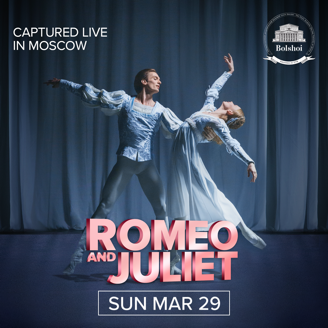 CAPTURED LIVE
IN MOSCOW
Bolshoi
ROMEO
AND JULIET
SUN MAR 29